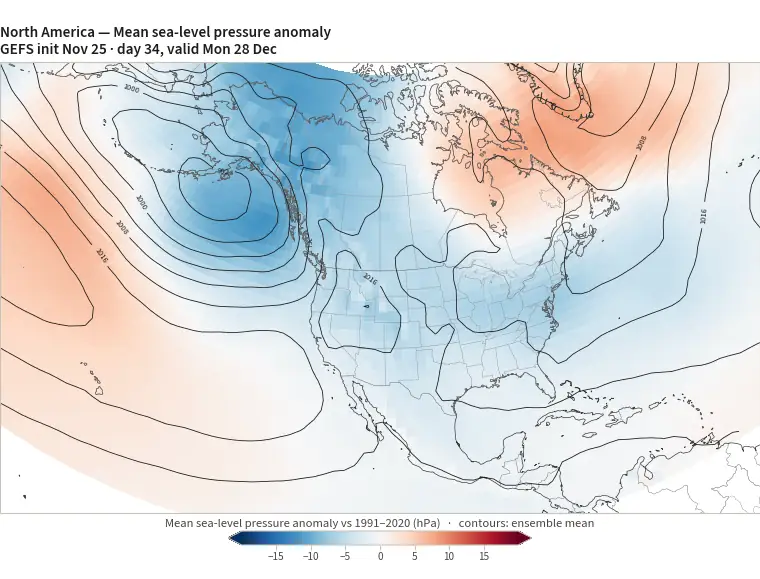 North America — Mean sea-level pressure anomaly
GEFS init Nov 25 · day 34, valid Mon 28 Dec
1000
1000
1008
1016
1016
1008
1016
Mean sea-level pressure anomaly vs 1991–2020 (hPa) · contours: ensemble mean
−15 −10 −5 0 5 10 15